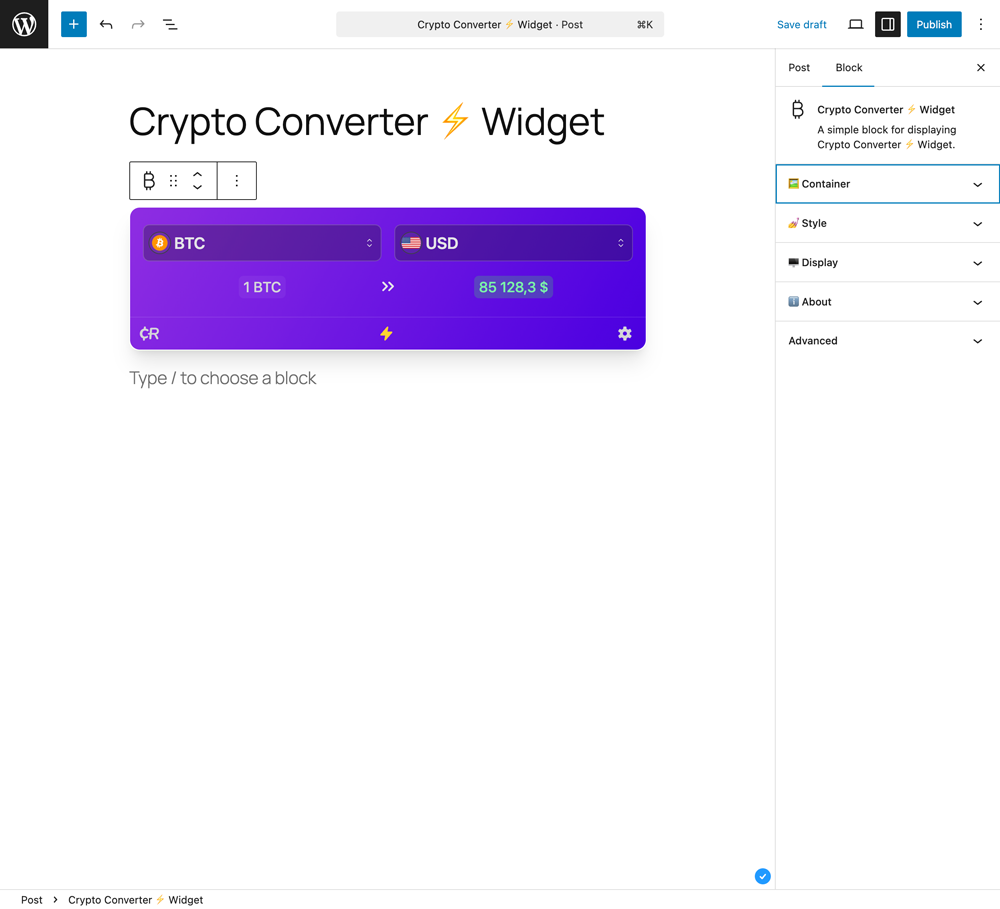 Crypto Converter ⚡ Widget · Post ⌘K
Save draft
Publish
Post
Block
Crypto Converter ⚡ Widget
Crypto Converter ⚡ Widget
A simple block for displaying
Crypto Converter ⚡ Widget.
Container
Style
Display
About
Advanced
BTC
USD
1 BTC
85 128,3 $
₢R
Type / to choose a block
Post
Crypto Converter ⚡ Widget